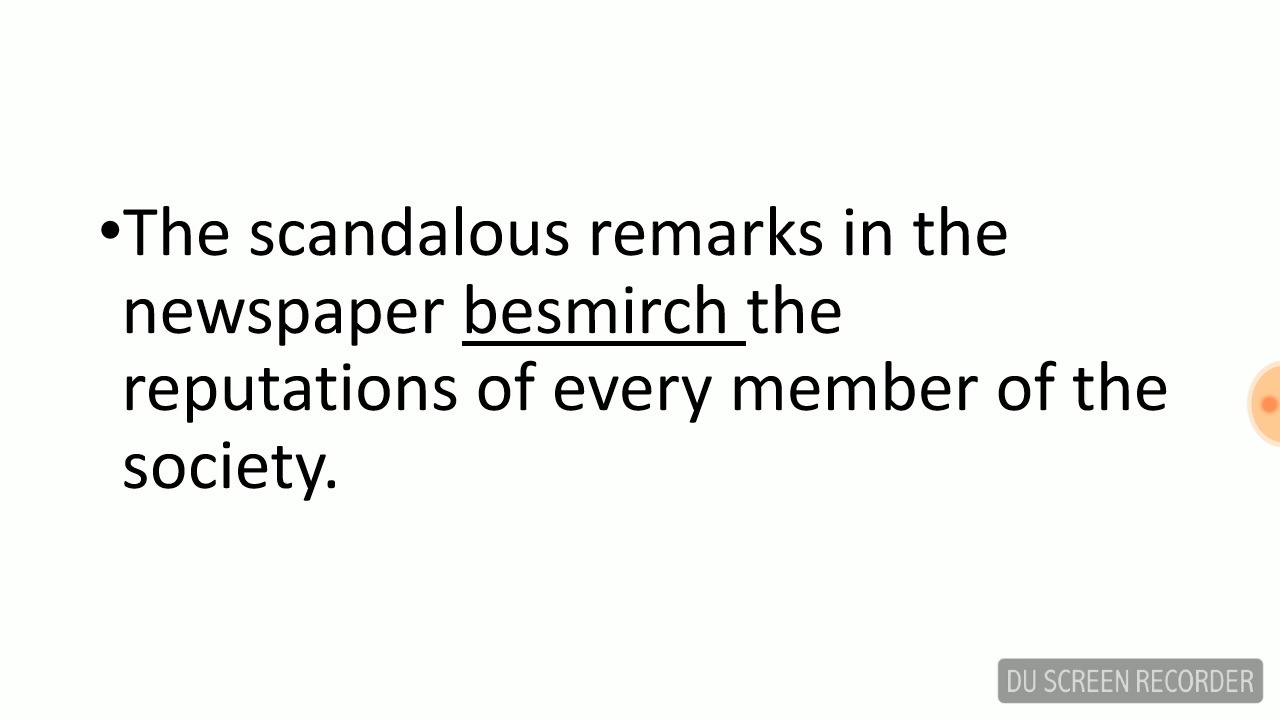 •The scandalous remarks in the
newspaper besmirch the
reputations of every member of the
society.
DU SCREEN RECORDER